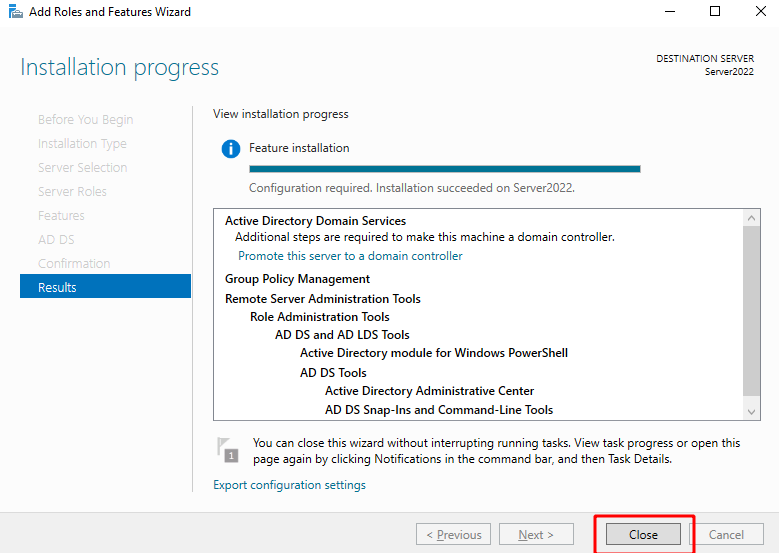 Add Roles and Features Wizard
Installation progress
DESTINATION SERVER
Server2022
Before You Begin
Installation Type
Server Selection
Server Roles
Features
AD DS
Confirmation
Results
View installation progress
Feature installation
Configuration required. Installation succeeded on Server2022.
Active Directory Domain Services
Additional steps are required to make this machine a domain controller.
Promote this server to a domain controller
Group Policy Management
Remote Server Administration Tools
Role Administration Tools
AD DS and AD LDS Tools
Active Directory module for Windows PowerShell
AD DS Tools
Active Directory Administrative Center
AD DS Snap-Ins and Command-Line Tools
1
You can close this wizard without interrupting running tasks. View task progress or open this
page again by clicking Notifications in the command bar, and then Task Details.
Export configuration settings
< Previous
Next >
Close
Cancel